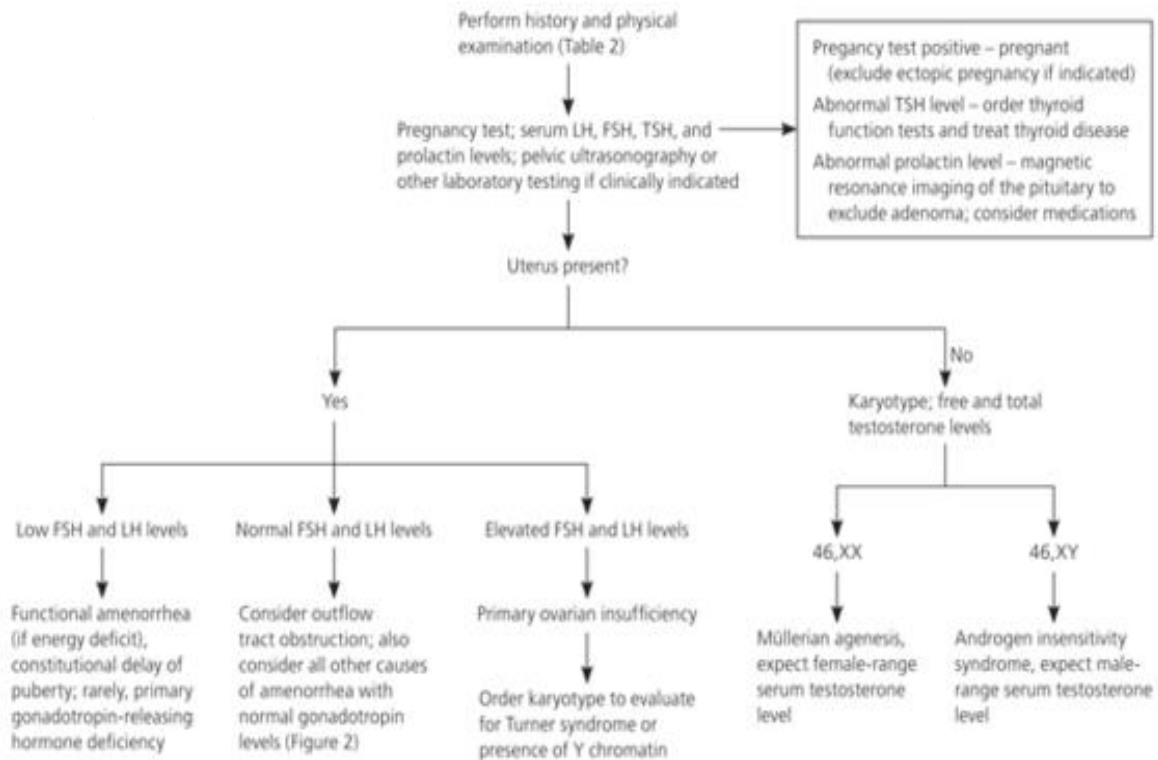 Perform history and physical
examination (Table 2)
Pregancy test positive – pregnant
(exclude ectopic pregnancy if indicated)
Abnormal TSH level – order thyroid
function tests and treat thyroid disease
Abnormal prolactin level – magnetic
resonance imaging of the pituitary to
exclude adenoma; consider medications
Pregnancy test; serum LH, FSH, TSH, and
prolactin levels; pelvic ultrasonography or
other laboratory testing if clinically indicated
Uterus present?
Yes
No
Low FSH and LH levels
Functional amenorrhea
(if energy deficit),
constitutional delay of
puberty; rarely, primary
gonadotropin-releasing
hormone deficiency
Normal FSH and LH levels
Consider outflow
tract obstruction; also
consider all other causes
of amenorrhea with
normal gonadotropin
levels (Figure 2)
Elevated FSH and LH levels
Primary ovarian insufficiency
Order karyotype to evaluate
for Turner syndrome or
presence of Y chromatin
Karyotype; free and total
testosterone levels
46,XX
Müllerian agenesis,
expect female-range
serum testosterone
level
46,XY
Androgen insensitivity
syndrome, expect male-
range serum testosterone
level